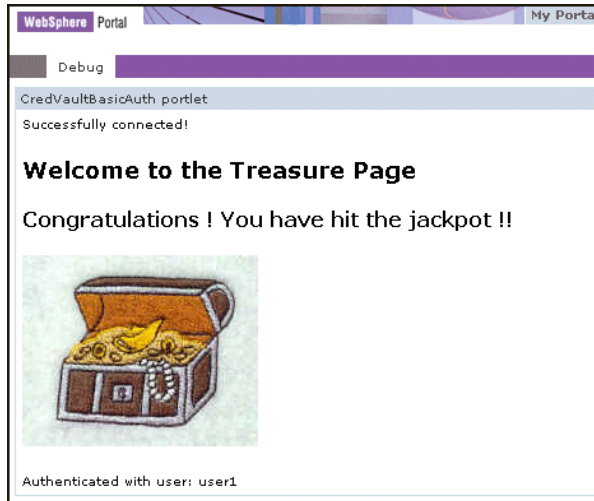 WebSphere Portal
My Porta
Debug
CredVaultBasicAuth portlet
Successfully connected!
Welcome to the Treasure Page
Congratulations ! You have hit the jackpot !!
Authenticated with user: user1